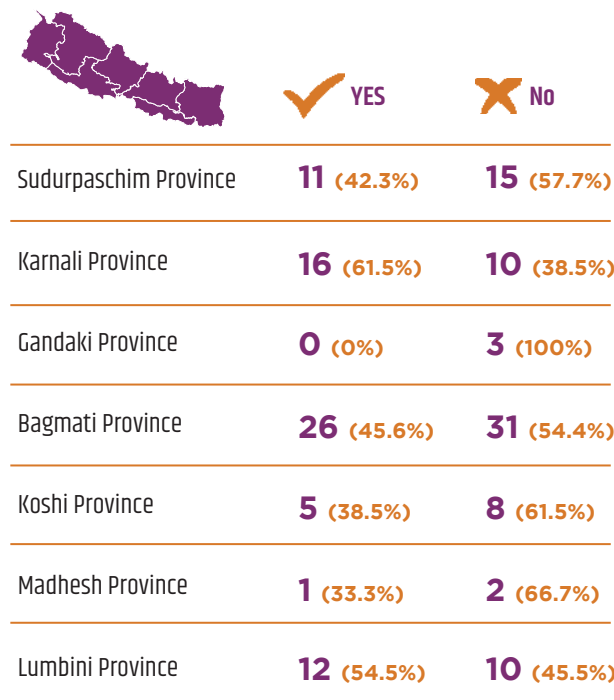 YES No
Sudurpaschim Province 11 (42.3%) 15 (57.7%)
Karnali Province 16 (61.5%) 10 (38.5%)
Gandaki Province 0 (0%) 3 (100%)
Bagmati Province 26 (45.6%) 31 (54.4%)
Koshi Province 5 (38.5%) 8 (61.5%)
Madhesh Province 1 (33.3%) 2 (66.7%)
Lumbini Province 12 (54.5%) 10 (45.5%)